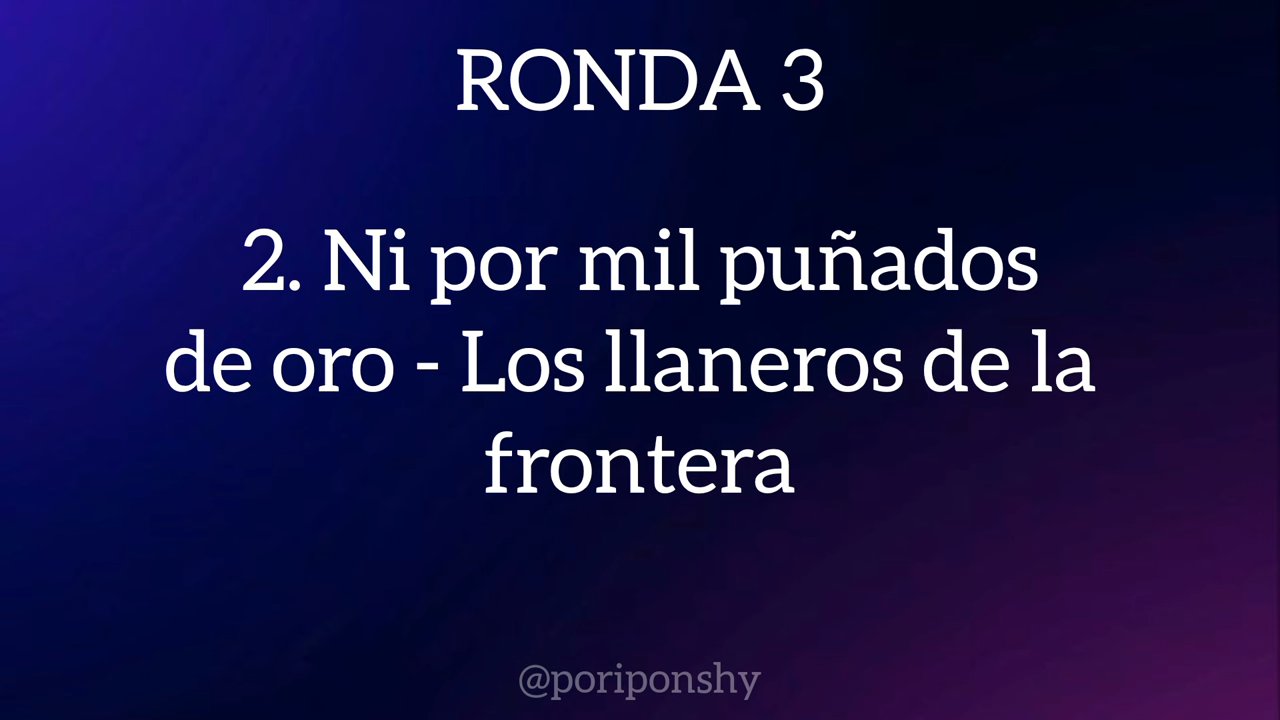 RONDA 3
2. Ni por mil puñados
de oro - Los llaneros de la
frontera
@poriponshy